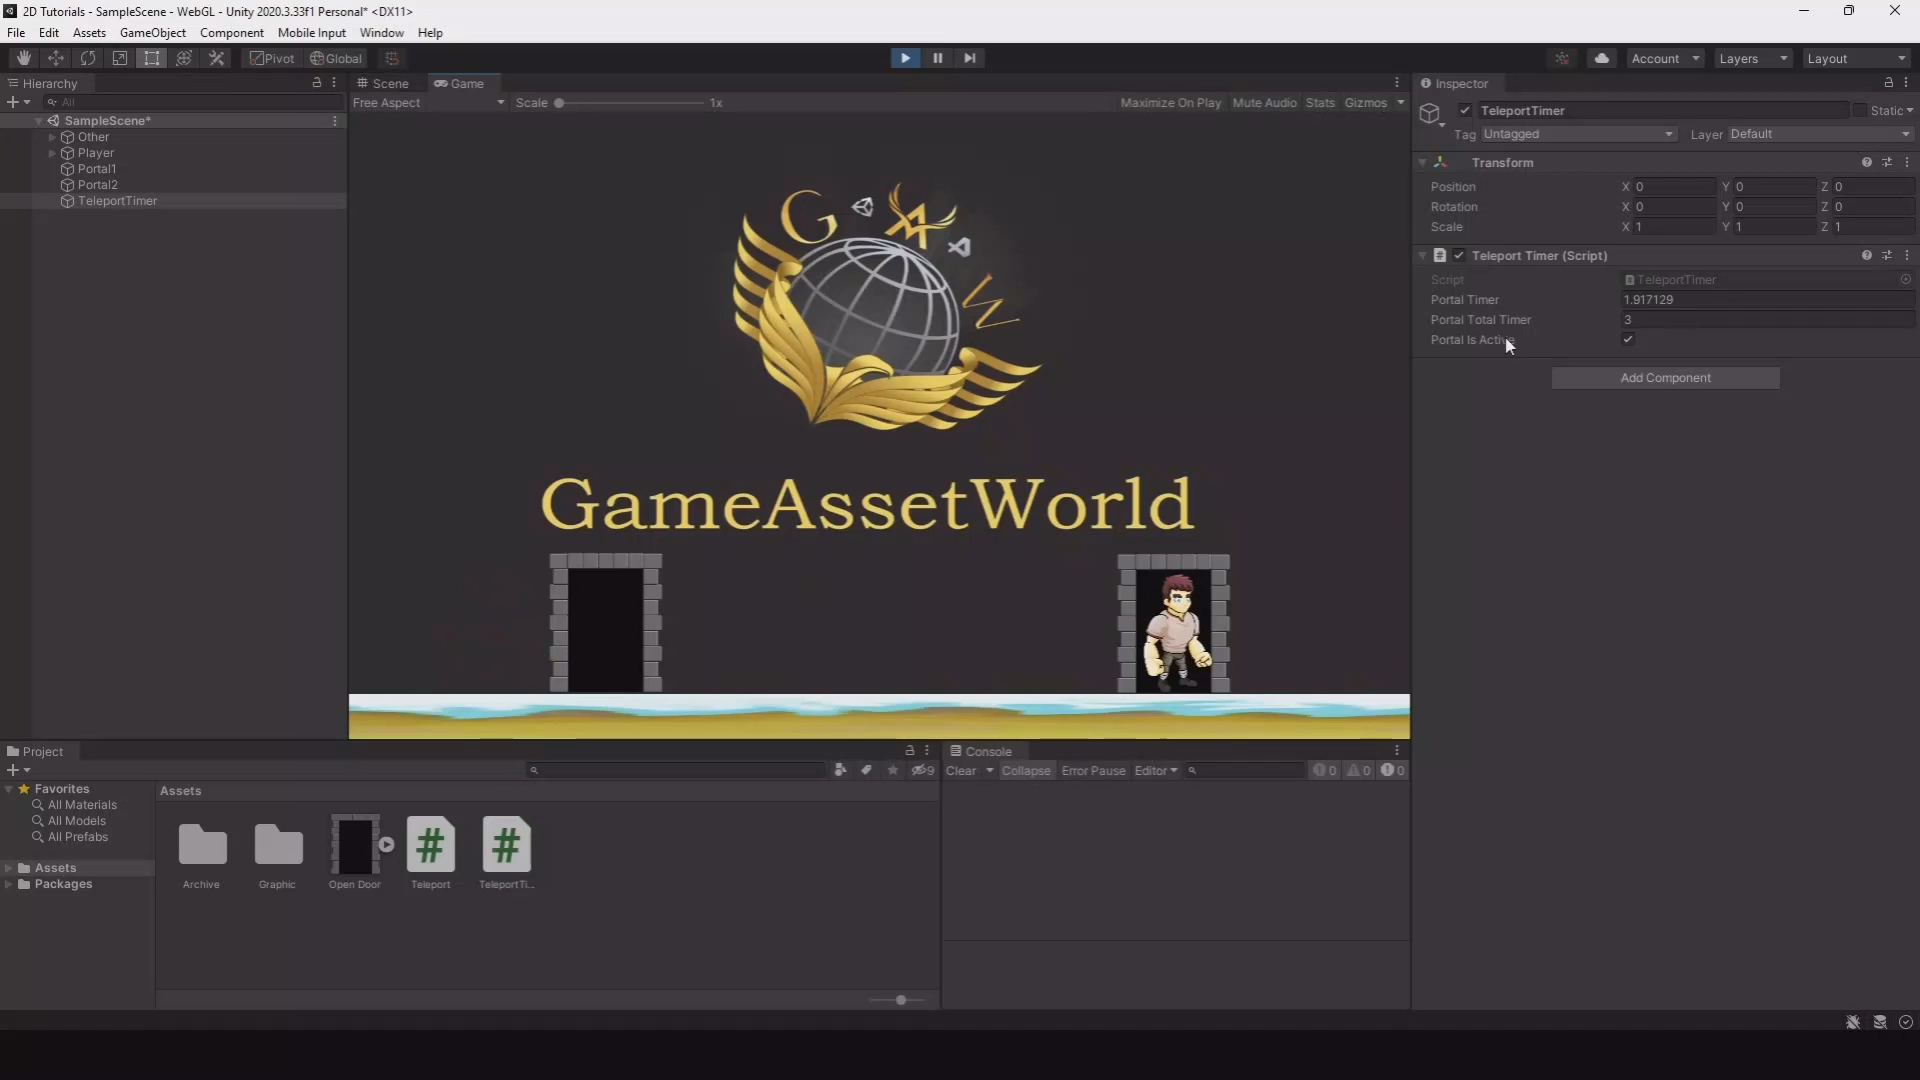 2D Tutorials - SampleScene - WebGL - Unity 2020.3.33f1 Personal* <DX11>
File Edit Assets GameObject Component Mobile Input Window Help
Pivot Global Account Layers Layout
Hierarchy
All
SampleScene*
Other
Player
Portal1
Portal2
TeleportTimer
Scene Game
Free Aspect Scale 1x Maximize On Play Mute Audio Stats Gizmos
G W
GameAssetWorld
Inspector
TeleportTimer Static
Tag Untagged Layer Default
Transform
Position X 0 Y 0 Z 0
Rotation X 0 Y 0 Z 0
Scale X 1 Y 1 Z 1
# Teleport Timer (Script)
Script TeleportTimer
Portal Timer 1.917129
Portal Total Timer 3
Portal Is Active
Add Component
Project
9
Favorites
All Materials
All Models
All Prefabs
Assets
Packages
Assets
# #
Archive Graphic Open Door Teleport TeleportTi...
Console
Clear Collapse Error Pause Editor 0 0 0